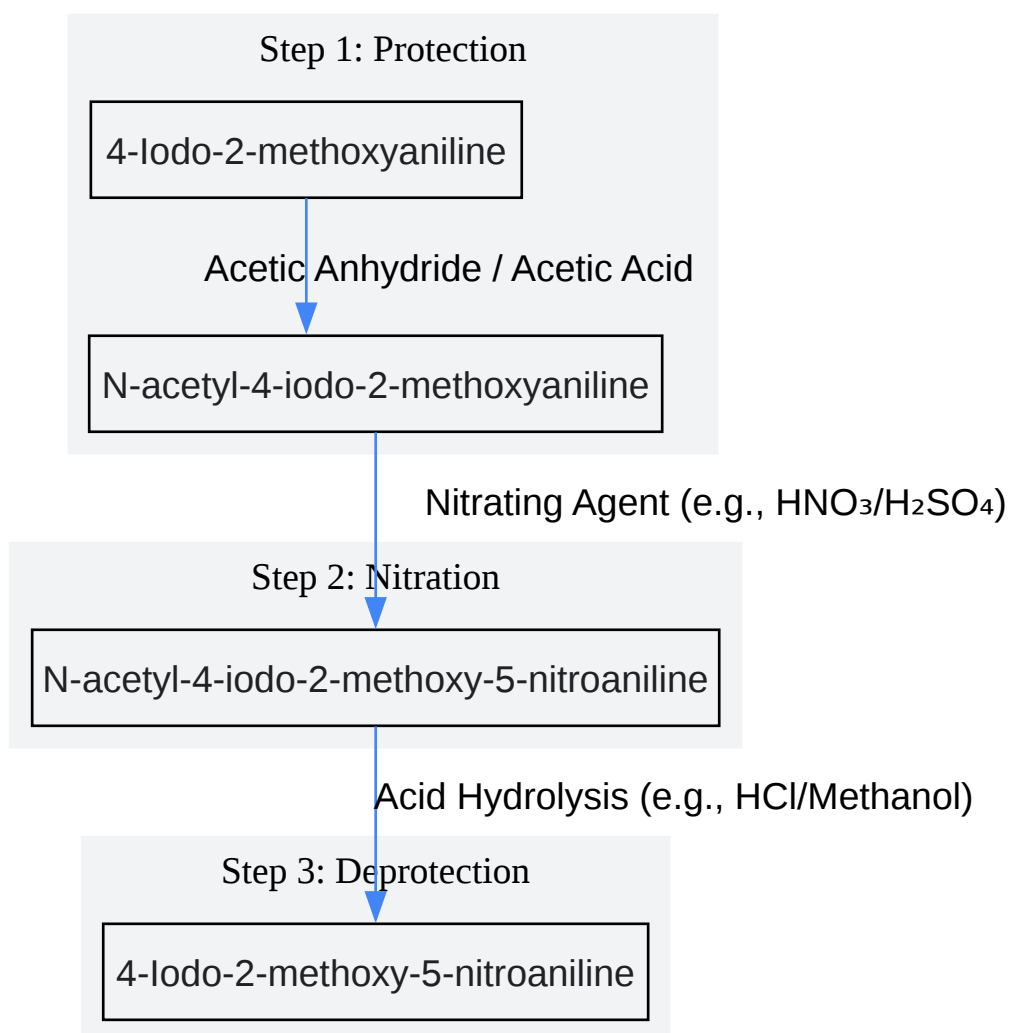 Step 1: Protection
4-Iodo-2-methoxyaniline
Acetic Anhydride / Acetic Acid
N-acetyl-4-iodo-2-methoxyaniline
Nitrating Agent (e.g., HNO₃/H₂SO₄)
Step 2: Nitration
N-acetyl-4-iodo-2-methoxy-5-nitroaniline
Acid Hydrolysis (e.g., HCl/Methanol)
Step 3: Deprotection
4-Iodo-2-methoxy-5-nitroaniline